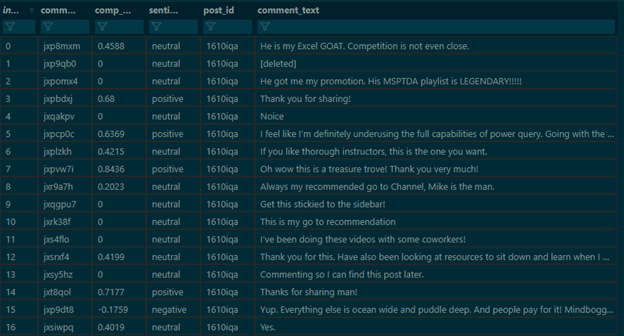 in... comm... comp_... senti... post_id comment_text
0 jxp8mxm 0.4588 neutral 1610iqa He is my Excel GOAT. Competition is not even close.
1 jxp9qb0 0 neutral 1610iqa [deleted]
2 jxpomx4 0 neutral 1610iqa He got me my promotion. His MSPTDA playlist is LEGENDARY!!!!!
3 jxpbdxj 0.68 positive 1610iqa Thank you for sharing!
4 jxqakpv 0 neutral 1610iqa Noice
5 jxpcp0c 0.6369 positive 1610iqa I feel like I'm definitely underusing the full capabilities of power query. Going with the ...
6 jxplzkh 0.4215 neutral 1610iqa If you like thorough instructors, this is the one you want.
7 jxpvw7i 0.8436 positive 1610iqa Oh wow this is a treasure trove! Thank you very much!
8 jxr9a7h 0.2023 neutral 1610iqa Always my recommended go to Channel, Mike is the man.
9 jxqgpu7 0 neutral 1610iqa Get this stickied to the sidebar!
10 jxrk38f 0 neutral 1610iqa This is my go to recommendation
11 jxs4flo 0 neutral 1610iqa I've been doing these videos with some coworkers!
12 jxsrxf4 0.4199 neutral 1610iqa Thank you for this. Have also been looking at resources to sit down and learn when I ...
13 jxsy5hz 0 neutral 1610iqa Commenting so I can find this post later.
14 jxt8qol 0.7177 positive 1610iqa Thanks for sharing man!
15 jxp9dt8 -0.1759 negative 1610iqa Yup. Everything else is ocean wide and puddle deep. And people pay for it! Mindbogg...
16 jxsiwpq 0.4019 neutral 1610iqa Yes.